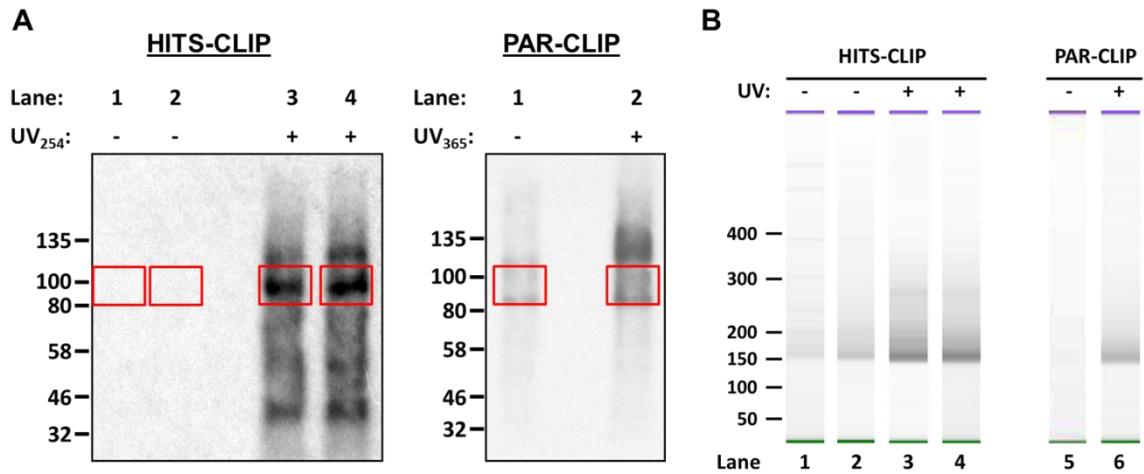 A
HITS-CLIP
PAR-CLIP
Lane: 1 2 3 4
Lane: 1 2
UV254: - - + +
UV365: - +
135
100
80
58
46
32
135
100
80
58
46
32
B
HITS-CLIP PAR-CLIP
UV: - - + + - +
400
300
200
150
100
50
Lane 1 2 3 4 5 6